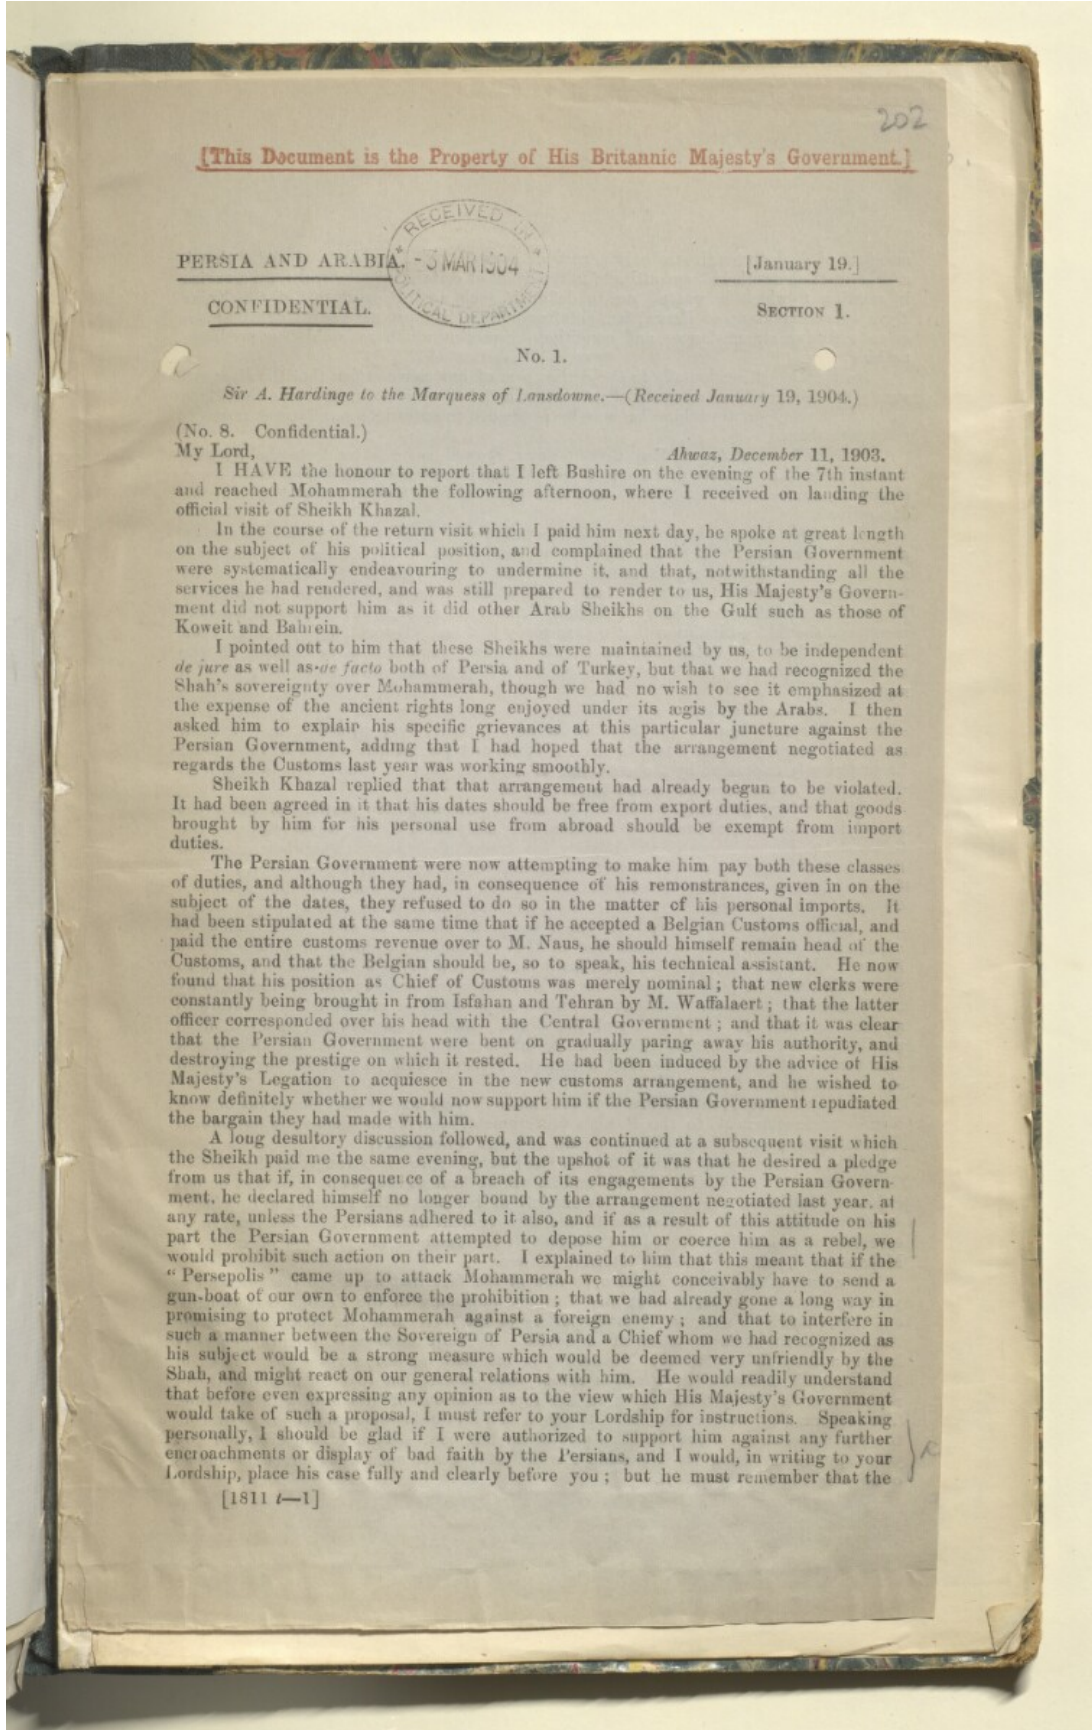 202
[This Document is the Property of His Britannic Majesty's Government.]
RECEIVED IN
-3 MAR 1904
POLITICAL DEPARTMENT
PERSIA AND ARABIA.
[January 19.]
CONFIDENTIAL.
SECTION 1.
No. 1.
Sir A. Hardinge to the Marquess of Lansdowne.—(Received January 19, 1904.)
(No. 8. Confidential.)
My Lord, Ahwaz, December 11, 1903.
I HAVE the honour to report that I left Bushire on the evening of the 7th instant
and reached Mohammerah the following afternoon, where I received on landing the
official visit of Sheikh Khazal.
In the course of the return visit which I paid him next day, he spoke at great length
on the subject of his political position, and complained that the Persian Government
were systematically endeavouring to undermine it, and that, notwithstanding all the
services he had rendered, and was still prepared to render to us, His Majesty's Govern-
ment did not support him as it did other Arab Sheikhs on the Gulf such as those of
Koweit and Bahrein.
I pointed out to him that these Sheikhs were maintained by us, to be independent
de jure as well as de facto both of Persia and of Turkey, but that we had recognized the
Shah's sovereignty over Mohammerah, though we had no wish to see it emphasized at
the expense of the ancient rights long enjoyed under its ægis by the Arabs. I then
asked him to explain his specific grievances at this particular juncture against the
Persian Government, adding that I had hoped that the arrangement negotiated as
regards the Customs last year was working smoothly.
Sheikh Khazal replied that that arrangement had already begun to be violated.
It had been agreed in it that his dates should be free from export duties, and that goods
brought by him for his personal use from abroad should be exempt from import
duties.
The Persian Government were now attempting to make him pay both these classes
of duties, and although they had, in consequence of his remonstrances, given in on the
subject of the dates, they refused to do so in the matter of his personal imports. It
had been stipulated at the same time that if he accepted a Belgian Customs official, and
paid the entire customs revenue over to M. Naus, he should himself remain head of the
Customs, and that the Belgian should be, so to speak, his technical assistant. He now
found that his position as Chief of Customs was merely nominal; that new clerks were
constantly being brought in from Isfahan and Tehran by M. Waffalaert; that the latter
officer corresponded over his head with the Central Government; and that it was clear
that the Persian Government were bent on gradually paring away his authority, and
destroying the prestige on which it rested. He had been induced by the advice of His
Majesty's Legation to acquiesce in the new customs arrangement, and he wished to
know definitely whether we would now support him if the Persian Government repudiated
the bargain they had made with him.
A long desultory discussion followed, and was continued at a subsequent visit which
the Sheikh paid me the same evening, but the upshot of it was that he desired a pledge
from us that if, in consequence of a breach of its engagements by the Persian Govern-
ment, he declared himself no longer bound by the arrangement negotiated last year, at
any rate, unless the Persians adhered to it also, and if as a result of this attitude on his
part the Persian Government attempted to depose him or coerce him as a rebel, we
would prohibit such action on their part. I explained to him that this meant that if the
"Persepolis" came up to attack Mohammerah we might conceivably have to send a
gun-boat of our own to enforce the prohibition; that we had already gone a long way in
promising to protect Mohammerah against a foreign enemy; and that to interfere in
such a manner between the Sovereign of Persia and a Chief whom we had recognized as
his subject would be a strong measure which would be deemed very unfriendly by the
Shah, and might react on our general relations with him. He would readily understand
that before even expressing any opinion as to the view which His Majesty's Government
would take of such a proposal, I must refer to your Lordship for instructions. Speaking
personally, I should be glad if I were authorized to support him against any further
encroachments or display of bad faith by the Persians, and I would, in writing to your
Lordship, place his case fully and clearly before you; but he must remember that the
[1811 t—1]